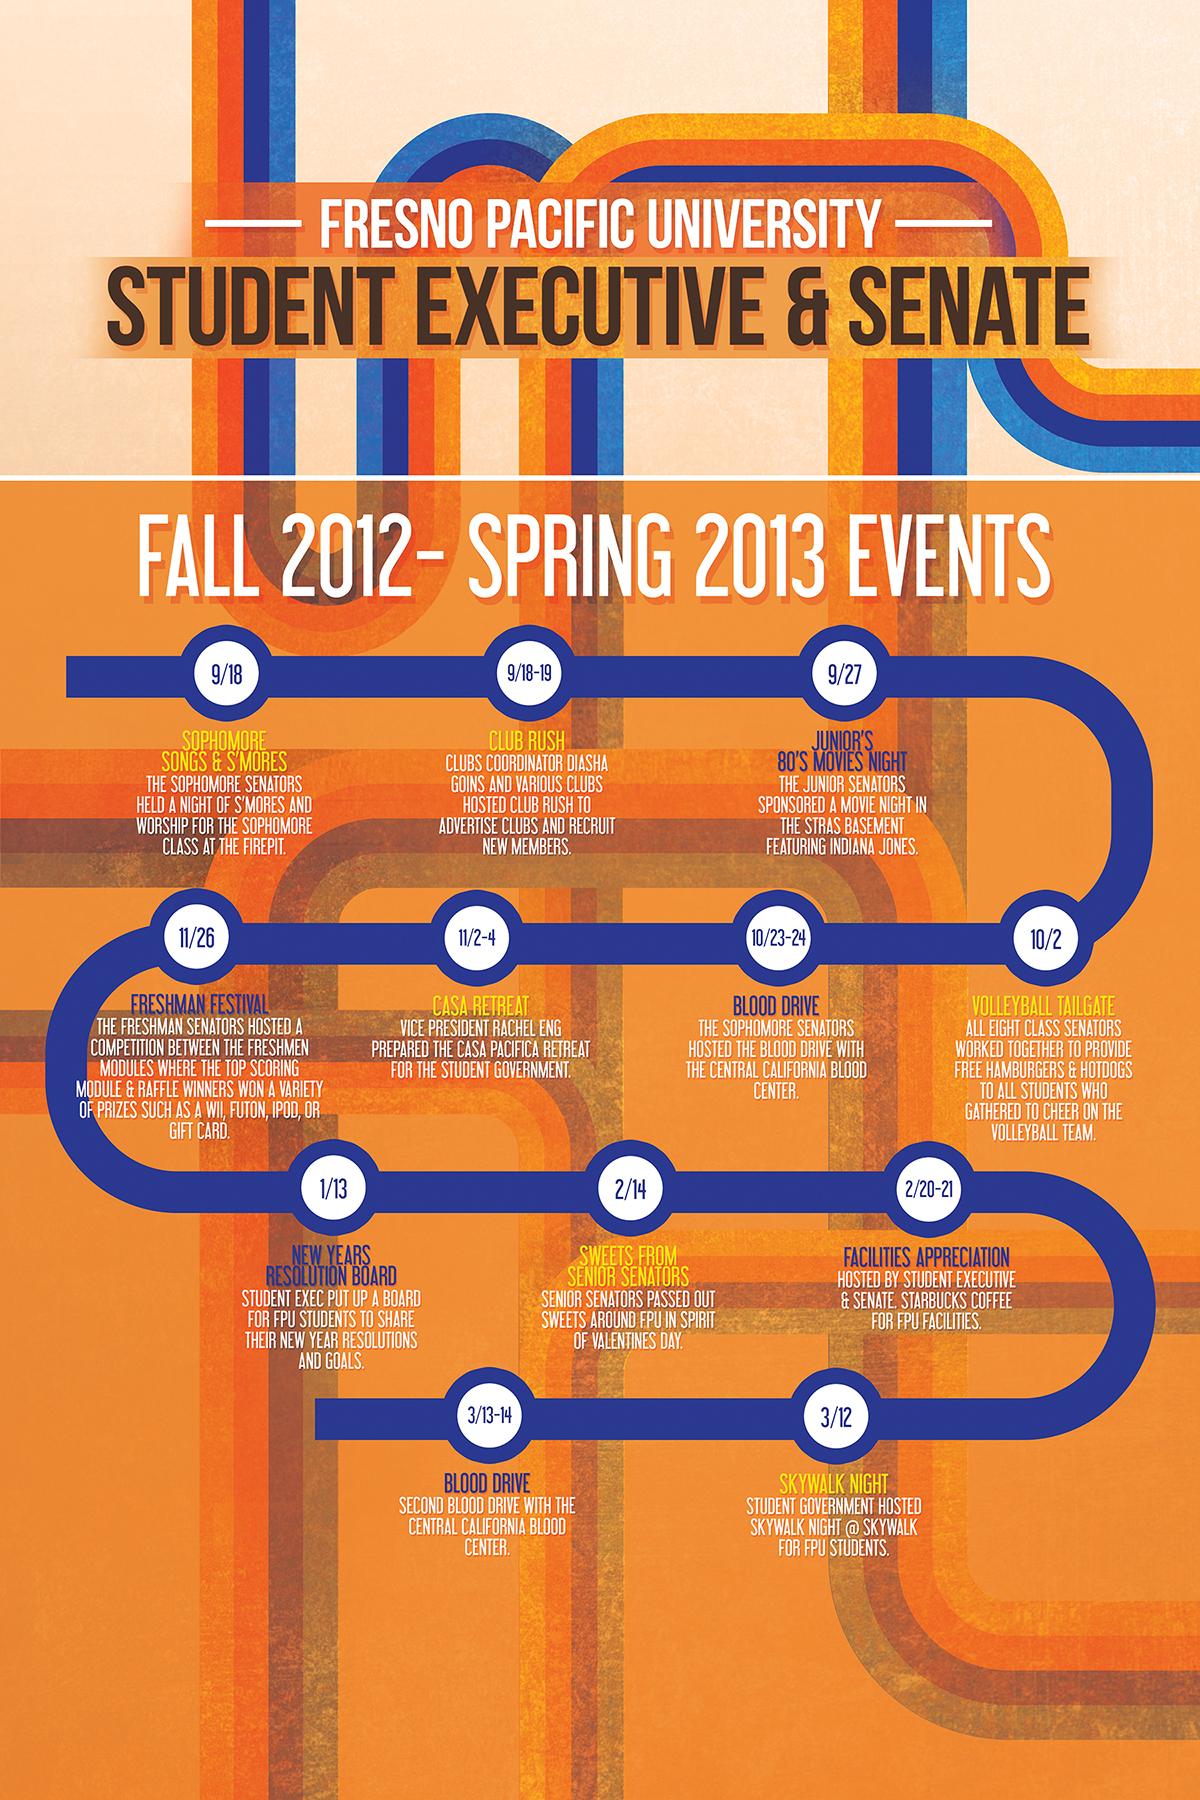 FRESNO PACIFIC UNIVERSITY
STUDENT EXECUTIVE & SENATE
FALL 2012- SPRING 2013 EVENTS
9/18
SOPHOMORE
SONGS & S'MORES
THE SOPHOMORE SENATORS
HELD A NIGHT OF S'MORES AND
WORSHIP FOR THE SOPHOMORE
CLASS AT THE FIREPIT.
9/18-19
CLUB RUSH
CLUBS COORDINATOR DIASHA
GOINS AND VARIOUS CLUBS
HOSTED CLUB RUSH TO
ADVERTISE CLUBS AND RECRUIT
NEW MEMBERS.
9/27
JUNIOR'S
80'S MOVIES NIGHT
THE JUNIOR SENATORS
SPONSORED A MOVIE NIGHT IN
THE STRAS BASEMENT
FEATURING INDIANA JONES.
10/2
VOLLEYBALL TAILGATE
ALL EIGHT CLASS SENATORS
WORKED TOGETHER TO PROVIDE
FREE HAMBURGERS & HOTDOGS
TO ALL STUDENTS WHO
GATHERED TO CHEER ON THE
VOLLEYBALL TEAM.
10/23-24
BLOOD DRIVE
THE SOPHOMORE SENATORS
HOSTED THE BLOOD DRIVE WITH
THE CENTRAL CALIFORNIA BLOOD
CENTER.
11/2-4
CASA RETREAT
VICE PRESIDENT RACHEL ENG
PREPARED THE CASA PACIFICA RETREAT
FOR THE STUDENT GOVERNMENT.
11/26
FRESHMAN FESTIVAL
THE FRESHMAN SENATORS HOSTED A
COMPETITION BETWEEN THE FRESHMEN
MODULES WHERE THE TOP SCORING
MODULE & RAFFLE WINNERS WON A VARIETY
OF PRIZES SUCH AS A WII, FUTON, IPOD, OR
GIFT CARD.
1/13
NEW YEARS
RESOLUTION BOARD
STUDENT EXEC PUT UP A BOARD
FOR FPU STUDENTS TO SHARE
THEIR NEW YEAR RESOLUTIONS
AND GOALS.
2/14
SWEETS FROM
SENIOR SENATORS
SENIOR SENATORS PASSED OUT
SWEETS AROUND FPU IN SPIRIT
OF VALENTINES DAY.
2/20-21
FACILITIES APPRECIATION
HOSTED BY STUDENT EXECUTIVE
& SENATE. STARBUCKS COFFEE
FOR FPU FACILITIES.
3/12
SKYWALK NIGHT
STUDENT GOVERNMENT HOSTED
SKYWALK NIGHT @ SKYWALK
FOR FPU STUDENTS.
3/13-14
BLOOD DRIVE
SECOND BLOOD DRIVE WITH THE
CENTRAL CALIFORNIA BLOOD
CENTER.